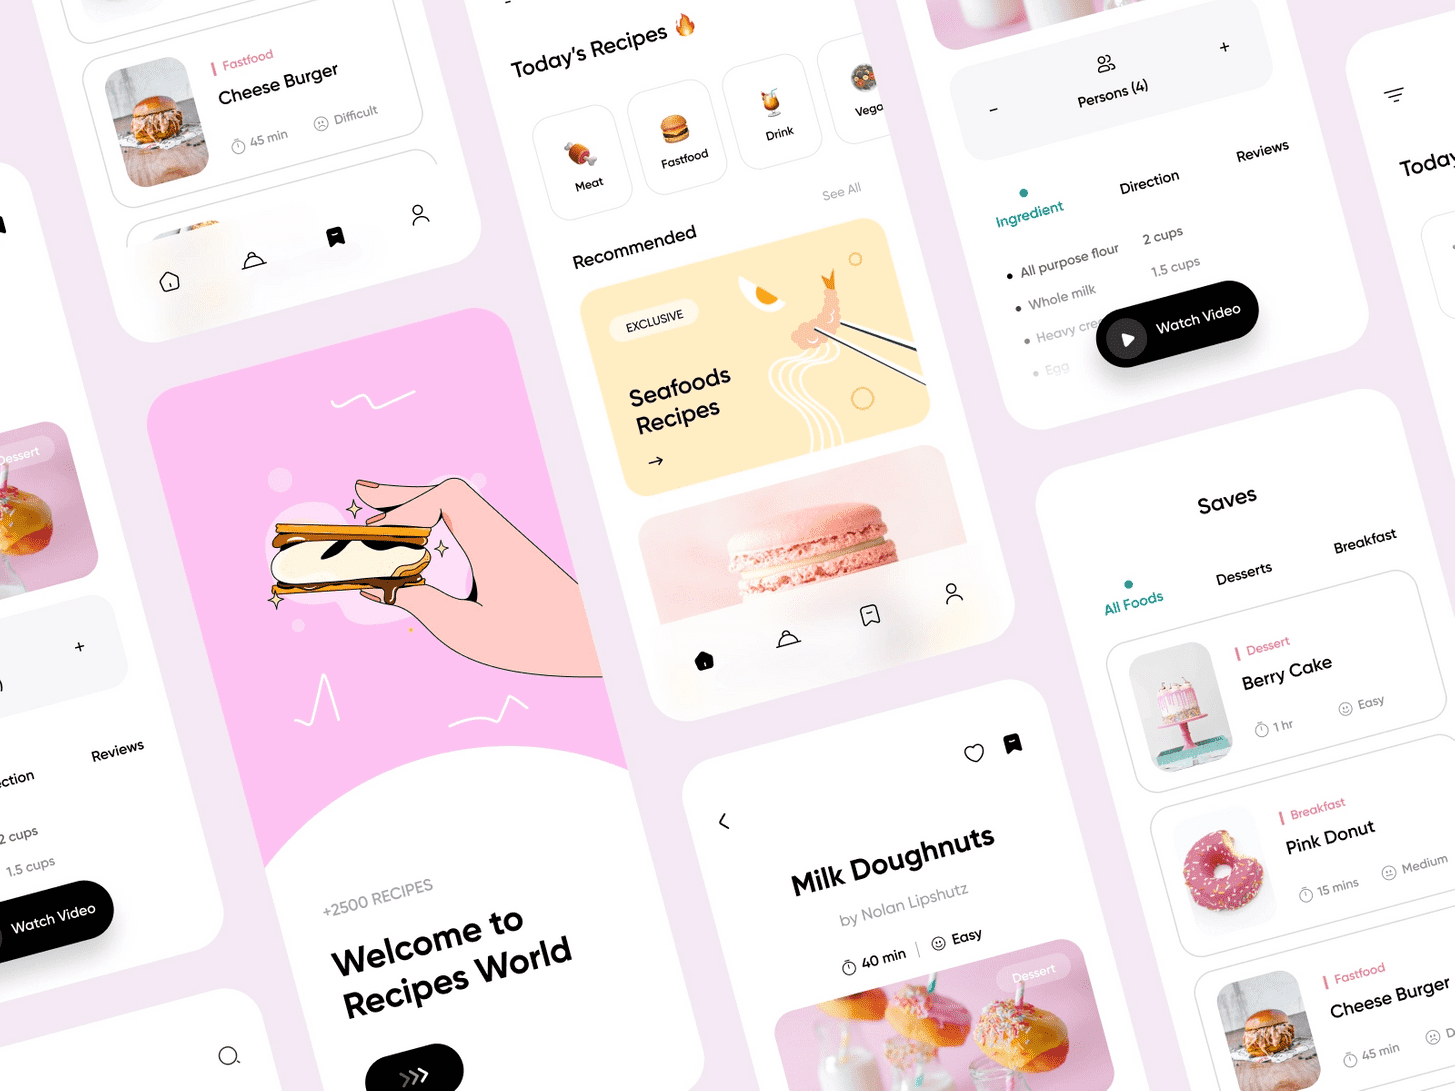 Fastfood
Cheese Burger
45 min
Difficult
Dessert
Reviews
2 cups
1.5 cups
Watch Video
+2500 RECIPES
Welcome to
Recipes World
Today's Recipes 🔥
Meat
Fastfood
Drink
See All
Recommended
EXCLUSIVE
Seafoods
Recipes
Milk Doughnuts
by Nolan Lipshutz
40 min
Easy
Dessert
Persons (4)
Ingredient
Direction
Reviews
All purpose flour
2 cups
Whole milk
1.5 cups
Heavy
Egg
Watch Video
Saves
All Foods
Desserts
Breakfast
Dessert
Berry Cake
1 hr
Easy
Breakfast
Pink Donut
15 mins
Medium
Fastfood
Cheese Burger
45 min